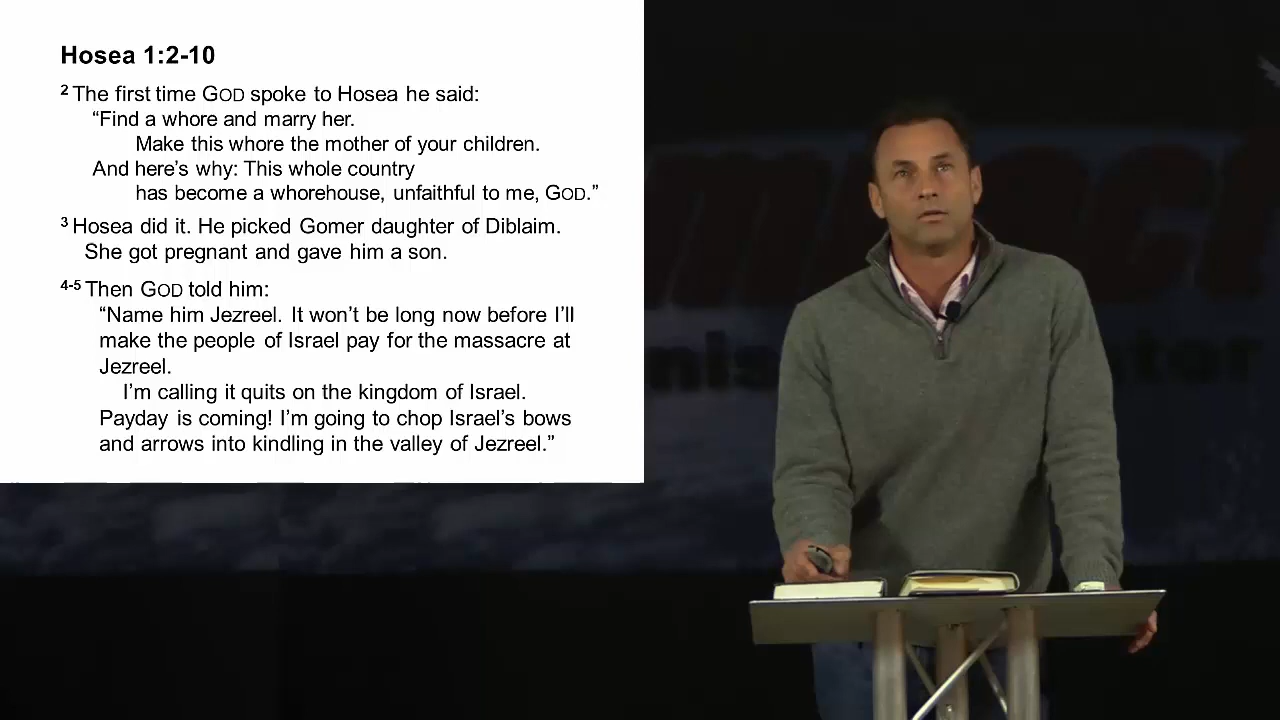 Hosea 1:2-10
2 The first time GOD spoke to Hosea he said:
“Find a whore and marry her.
Make this whore the mother of your children.
And here’s why: This whole country
has become a whorehouse, unfaithful to me, GOD.”
3 Hosea did it. He picked Gomer daughter of Diblaim.
She got pregnant and gave him a son.
4-5 Then GOD told him:
“Name him Jezreel. It won’t be long now before I’ll
make the people of Israel pay for the massacre at
Jezreel.
I’m calling it quits on the kingdom of Israel.
Payday is coming! I’m going to chop Israel’s bows
and arrows into kindling in the valley of Jezreel.”